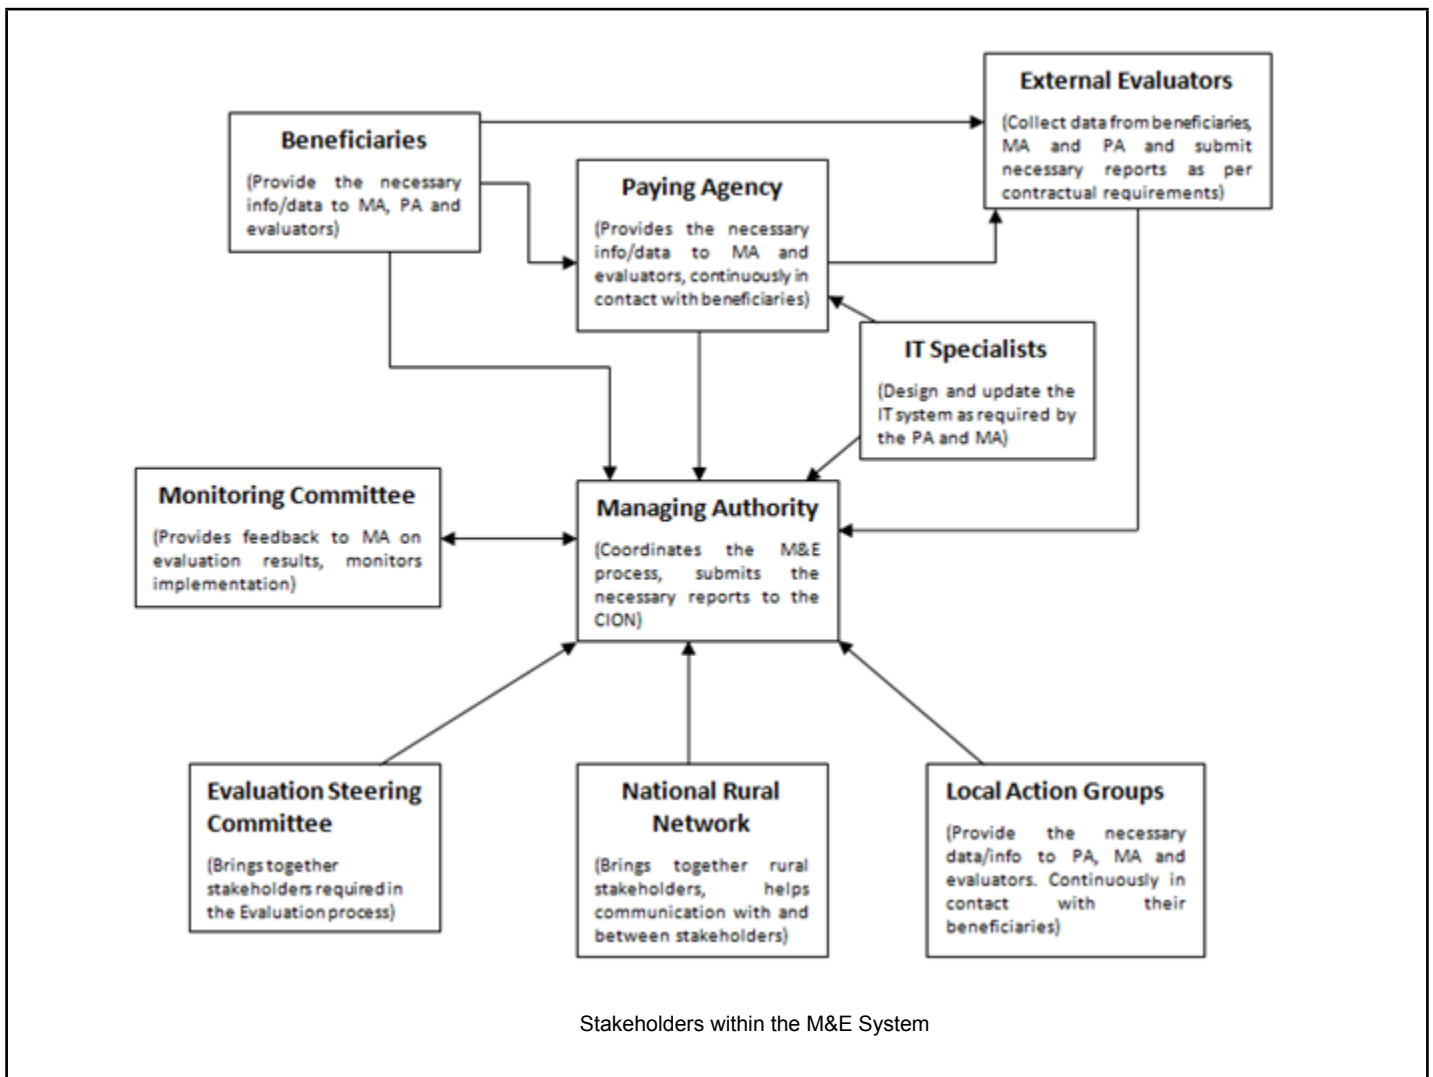 External Evaluators
(Collect data from beneficiaries,
MA and PA and submit
necessary reports as per
contractual requirements)
Beneficiaries
(Provide the necessary
info/data to MA, PA and
evaluators)
Paying Agency
(Provides the necessary
info/data to MA and
evaluators, continuously in
contact with beneficiaries)
IT Specialists
(Design and update the
IT system as required by
the PA and MA)
Monitoring Committee
(Provides feedback to MA on
evaluation results, monitors
implementation)
Managing Authority
(Coordinates the M&E
process, submits the
necessary reports to the
CION)
Evaluation Steering
Committee
(Brings together
stakeholders required in
the Evaluation process)
National Rural
Network
(Brings together rural
stakeholders, helps
communication with and
between stakeholders)
Local Action Groups
(Provide the necessary
data/info to PA, MA and
evaluators. Continuously in
contact with their
beneficiaries)
Stakeholders within the M&E System